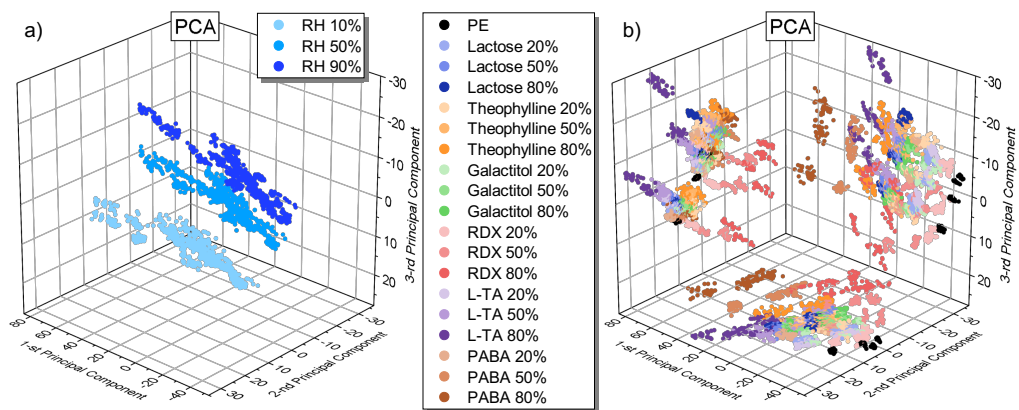 a)
PCA
RH 10%
RH 50%
RH 90%
-30
-20
-10
0
10
20
3-rd Principal Component
80
60
40
20
0
-20
-40
1-st Principal Component
-30
-20
-10
0
10
20
30
2-nd Principal Component
PE
Lactose 20%
Lactose 50%
Lactose 80%
Theophylline 20%
Theophylline 50%
Theophylline 80%
Galactitol 20%
Galactitol 50%
Galactitol 80%
RDX 20%
RDX 50%
RDX 80%
L-TA 20%
L-TA 50%
L-TA 80%
PABA 20%
PABA 50%
PABA 80%
b)
PCA
-30
-20
-10
0
10
20
3-rd Principal Component
80
60
40
20
0
-20
-40
1-st Principal Component
-30
-20
-10
0
10
20
30
2-nd Principal Component